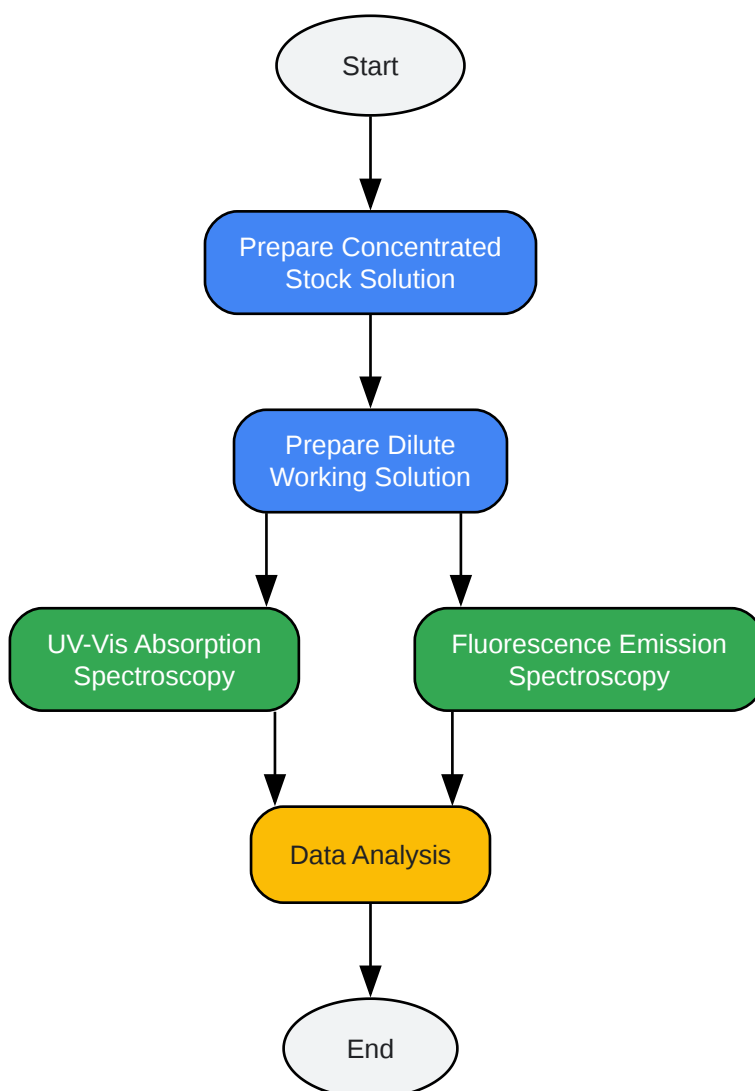 Start
Prepare Concentrated
Stock Solution
Prepare Dilute
Working Solution
UV-Vis Absorption
Spectroscopy
Fluorescence Emission
Spectroscopy
Data Analysis
End